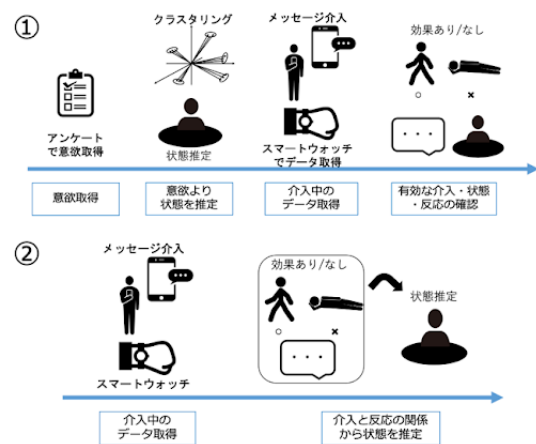 ①
クラスタリング
メッセージ介入
効果あり/なし
アンケート
で意欲取得
状態推定
スマートウォッチ
でデータ取得
○
×
・・・
意欲取得
意欲より
状態を推定
介入中の
データ取得
有効な介入・状態
・反応の確認
②
メッセージ介入
効果あり/なし
状態推定
○
×
・・・
スマートウォッチ
介入中の
データ取得
介入と反応の関係
から状態を推定